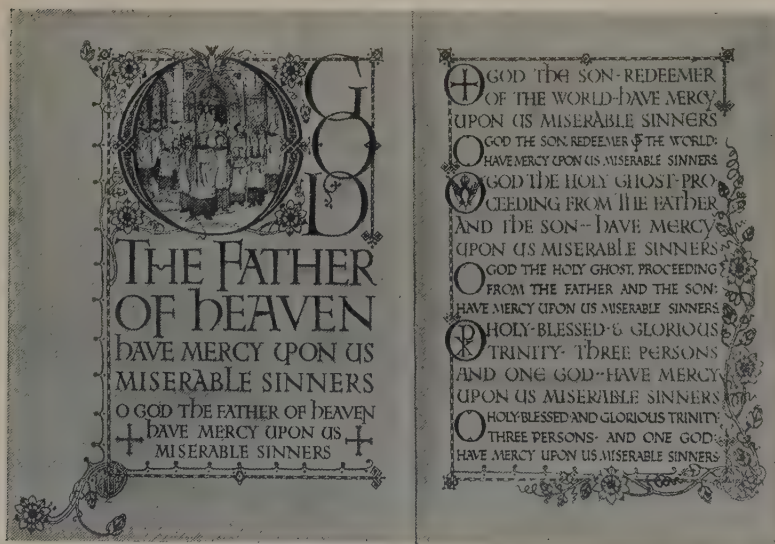 O GOD
THE FATHER
OF hEAVEN
hAVE MERCY UPON US
MISERABLE SINNERS
O GOD ThE FATHER OF hEAVEN
hAVE MERCY UPON US
MISERABLE SINNERS
O GOD ThE SON·REDEEMER
OF THE WORLD·hAVE MERCY
UPON US MISERABLE SINNERS
O GOD THE SON, REDEEMER OF THE WORLD:
HAVE MERCY UPON US MISERABLE SINNERS
O GOD ThE HOLY GHOST·PRO
CEEDING FROM ThE FATHER
AND ThE SON--hAVE MERCY
UPON US MISERABLE SINNERS
O GOD THE HOLY GHOST, PROCEEDING
FROM THE FATHER AND THE SON:
HAVE MERCY UPON US MISERABLE SINNERS
O HOLY·BLESSED·& GLORIOUS
TRINITY· ThREE PERSONS
AND ONE GOD--HAVE MERCY
UPON US MISERABLE SINNERS
O HOLY·BLESSED AND GLORIOUS TRINITY
THREE PERSONS· AND ONE GOD:
HAVE MERCY UPON US MISERABLE SINNERS